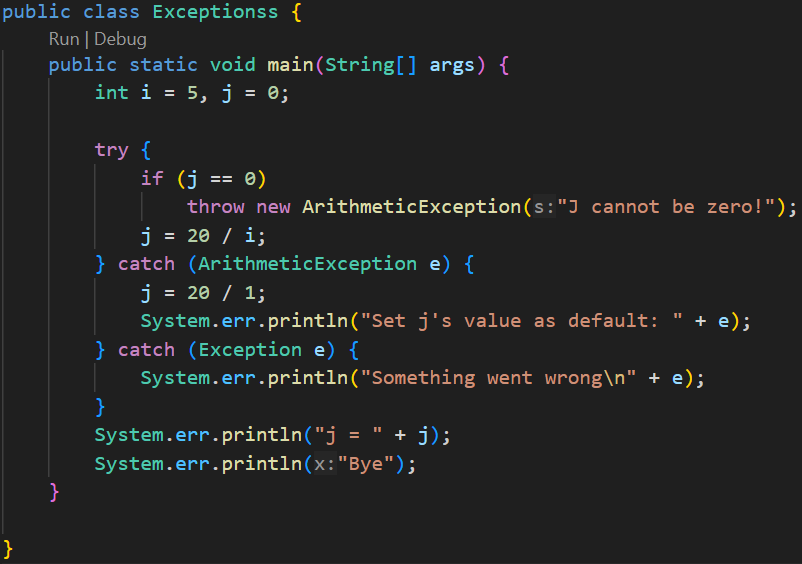 public class Exceptionss {
Run | Debug
public static void main(String[] args) {
int i = 5, j = 0;
try {
if (j == 0)
throw new ArithmeticException(s:"J cannot be zero!");
j = 20 / i;
} catch (ArithmeticException e) {
j = 20 / 1;
System.err.println("Set j's value as default: " + e);
} catch (Exception e) {
System.err.println("Something went wrong\n" + e);
}
System.err.println("j = " + j);
System.err.println(x:"Bye");
}
}